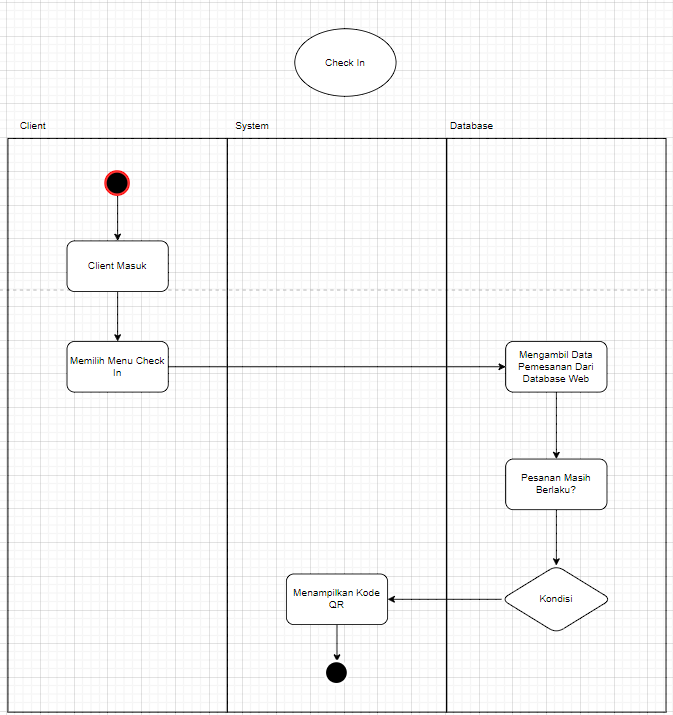 Check In
Client
System
Database
Client Masuk
Memilih Menu Check
In
Mengambil Data
Pemesanan Dari
Database Web
Pesanan Masih
Berlaku?
Kondisi
Menampilkan Kode
QR